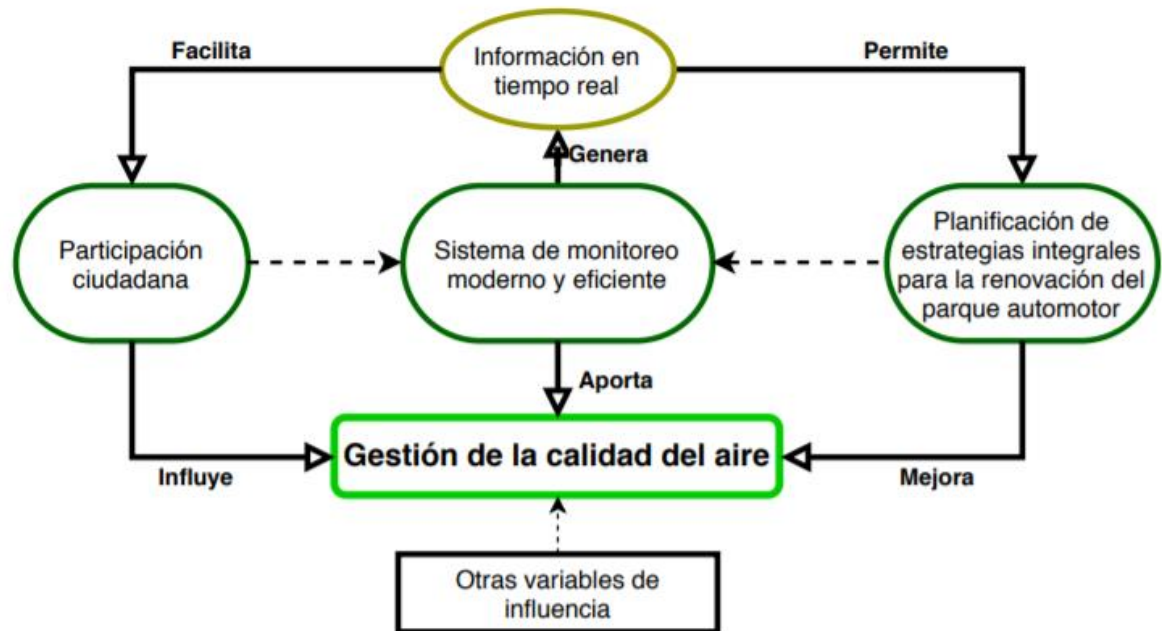 Facilita
Información en
tiempo real
Permite
Genera
Participación
ciudadana
Sistema de monitoreo
moderno y eficiente
Planificación de
estrategias integrales
para la renovación del
parque automotor
Aporta
Gestión de la calidad del aire
Influye
Mejora
Otras variables de
influencia